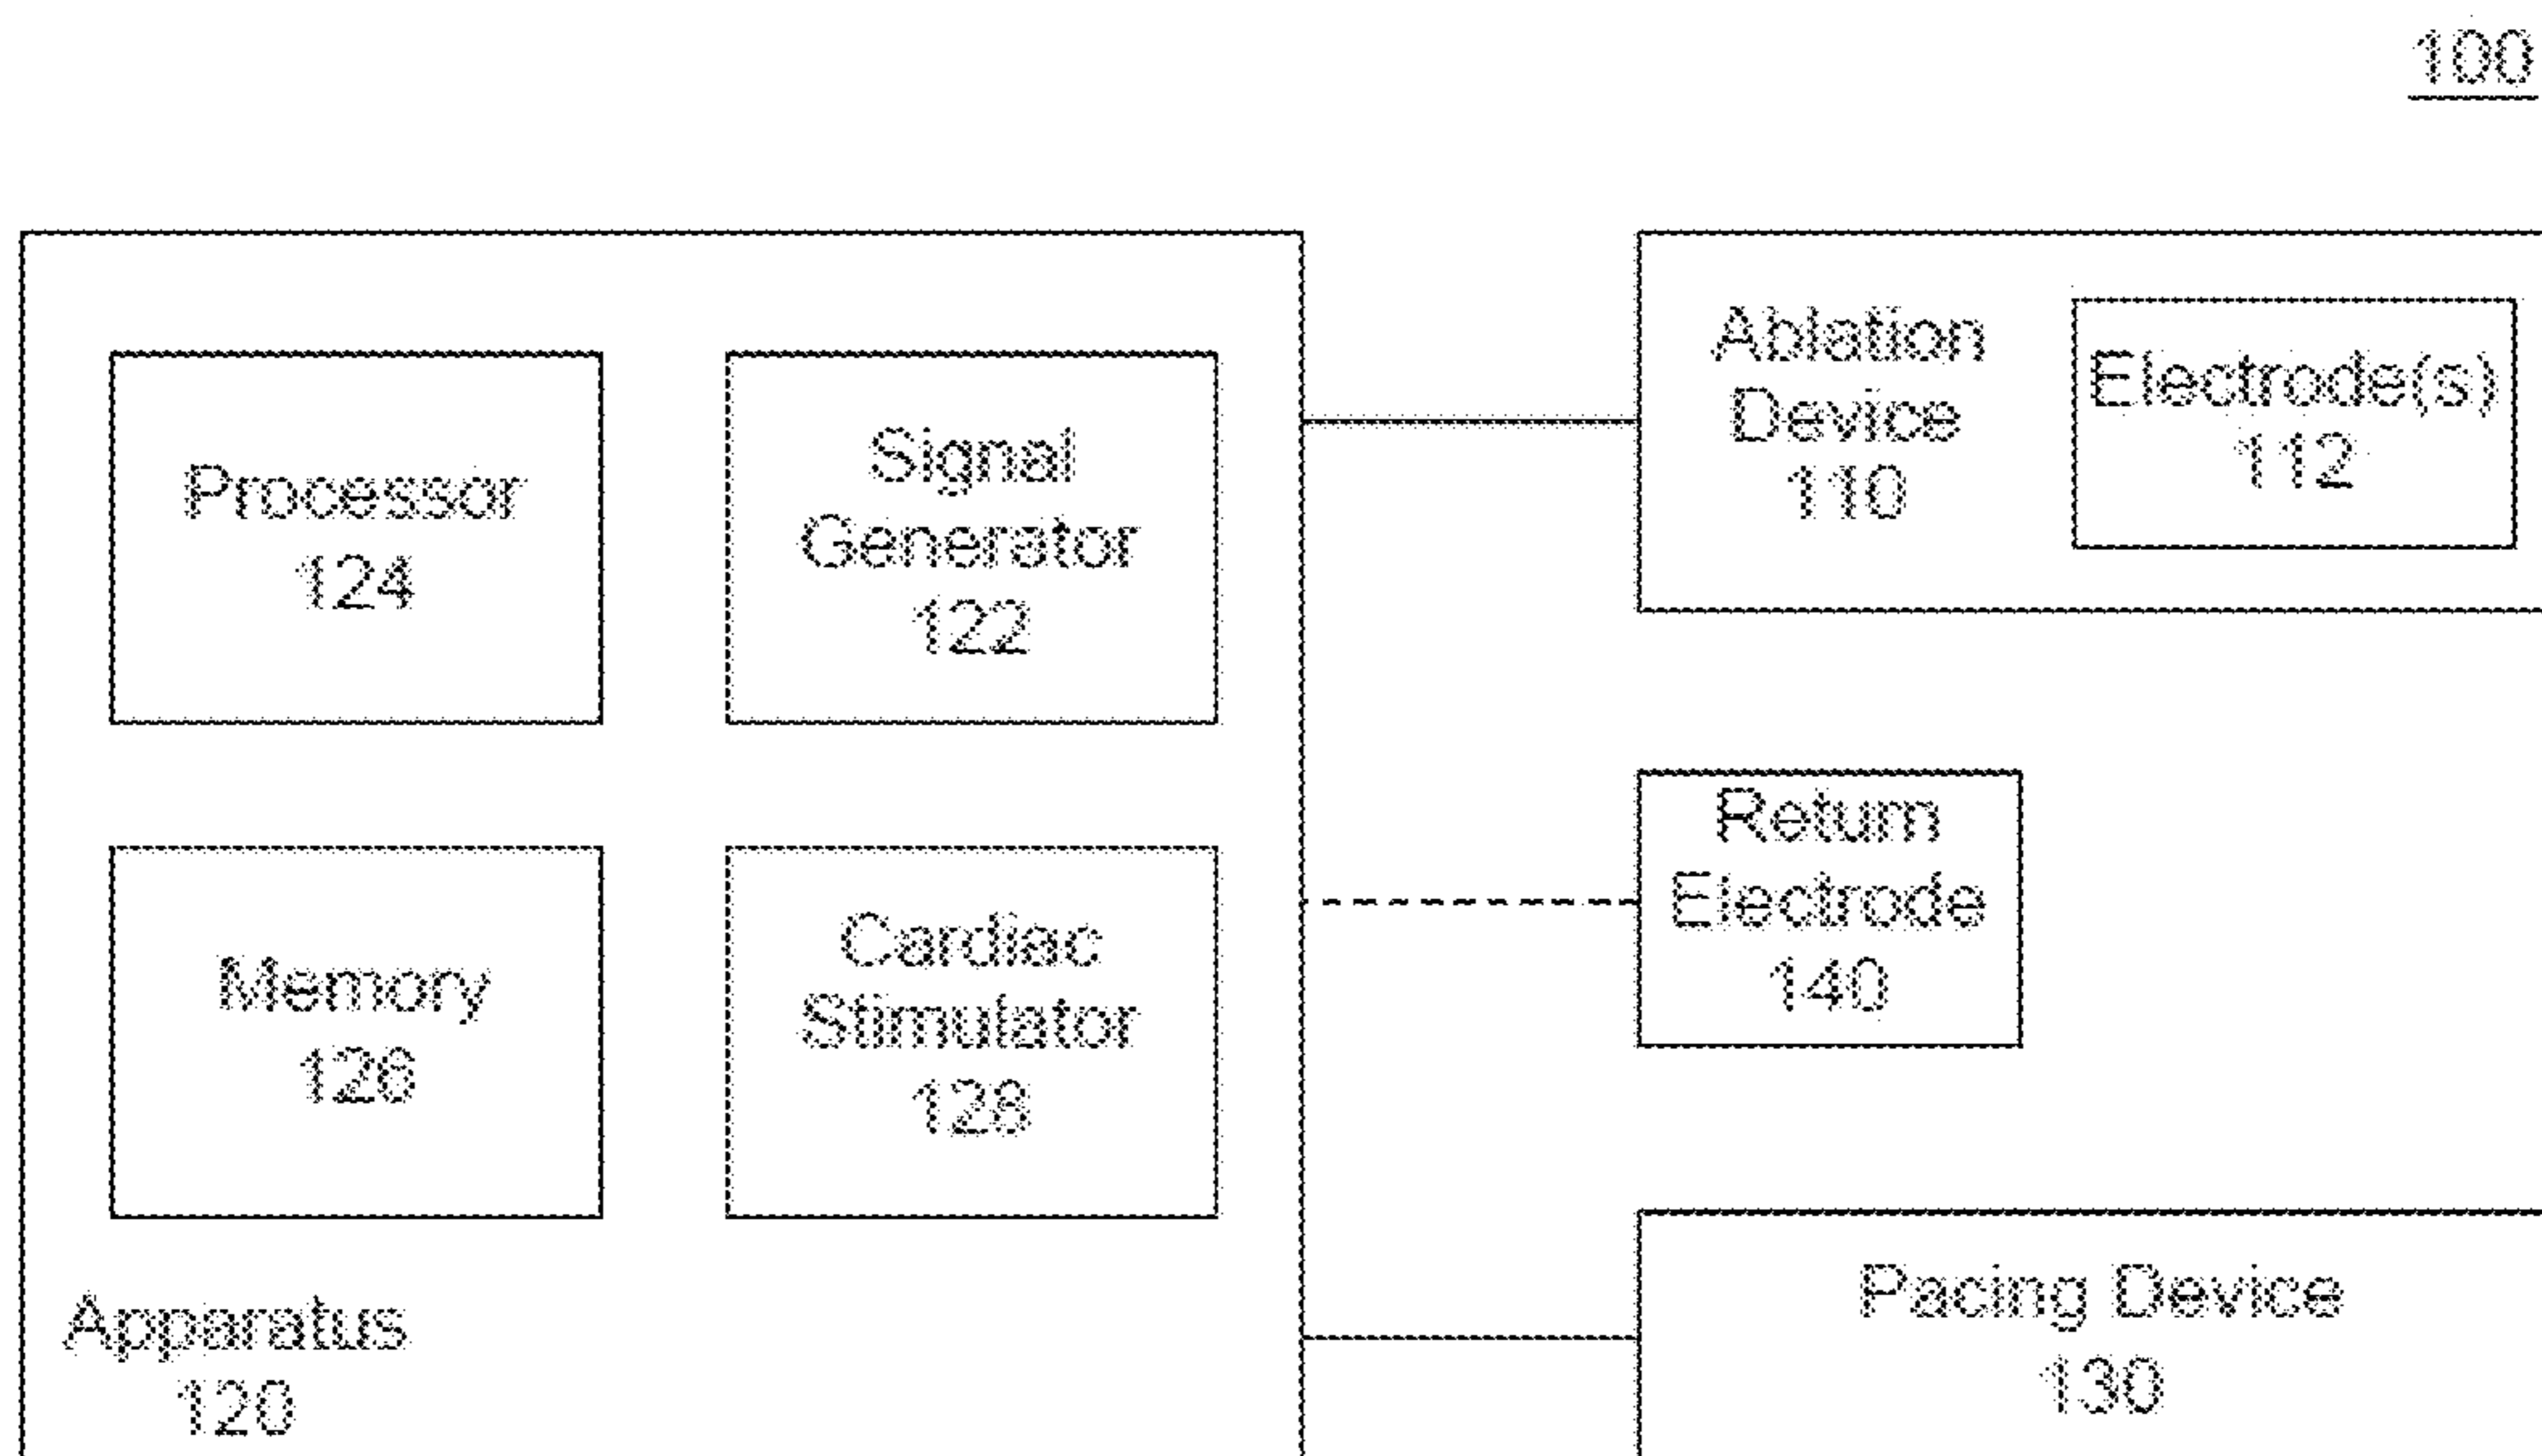 100
Processor
124
Signal
Generator
122
Memory
126
Cardiac
Stimulator
128
Apparatus
120
Ablation
Device
110
Electrode(s)
112
Return
Electrode
140
Pacing Device
130